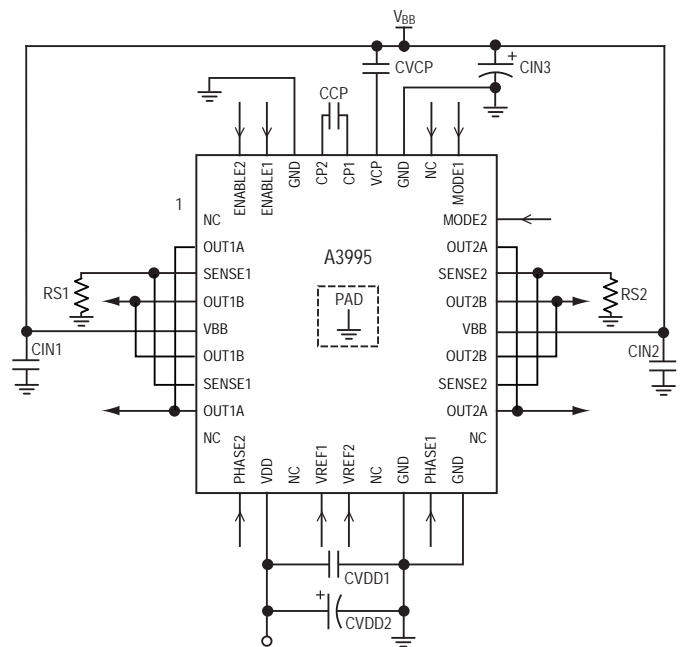 VBB
CVCP
CIN3
+
CCP
ENABLE2
ENABLE1
GND
CP2
CP1
VCP
GND
NC
MODE1
1
NC
MODE2
OUT1A
A3995
OUT2A
SENSE1
SENSE2
RS1
OUT1B
PAD
OUT2B
RS2
VBB
VBB
CIN1
OUT1B
OUT2B
CIN2
SENSE1
SENSE2
OUT1A
OUT2A
NC
NC
PHASE2
VDD
NC
VREF1
VREF2
NC
GND
PHASE1
GND
CVDD1
+
CVDD2